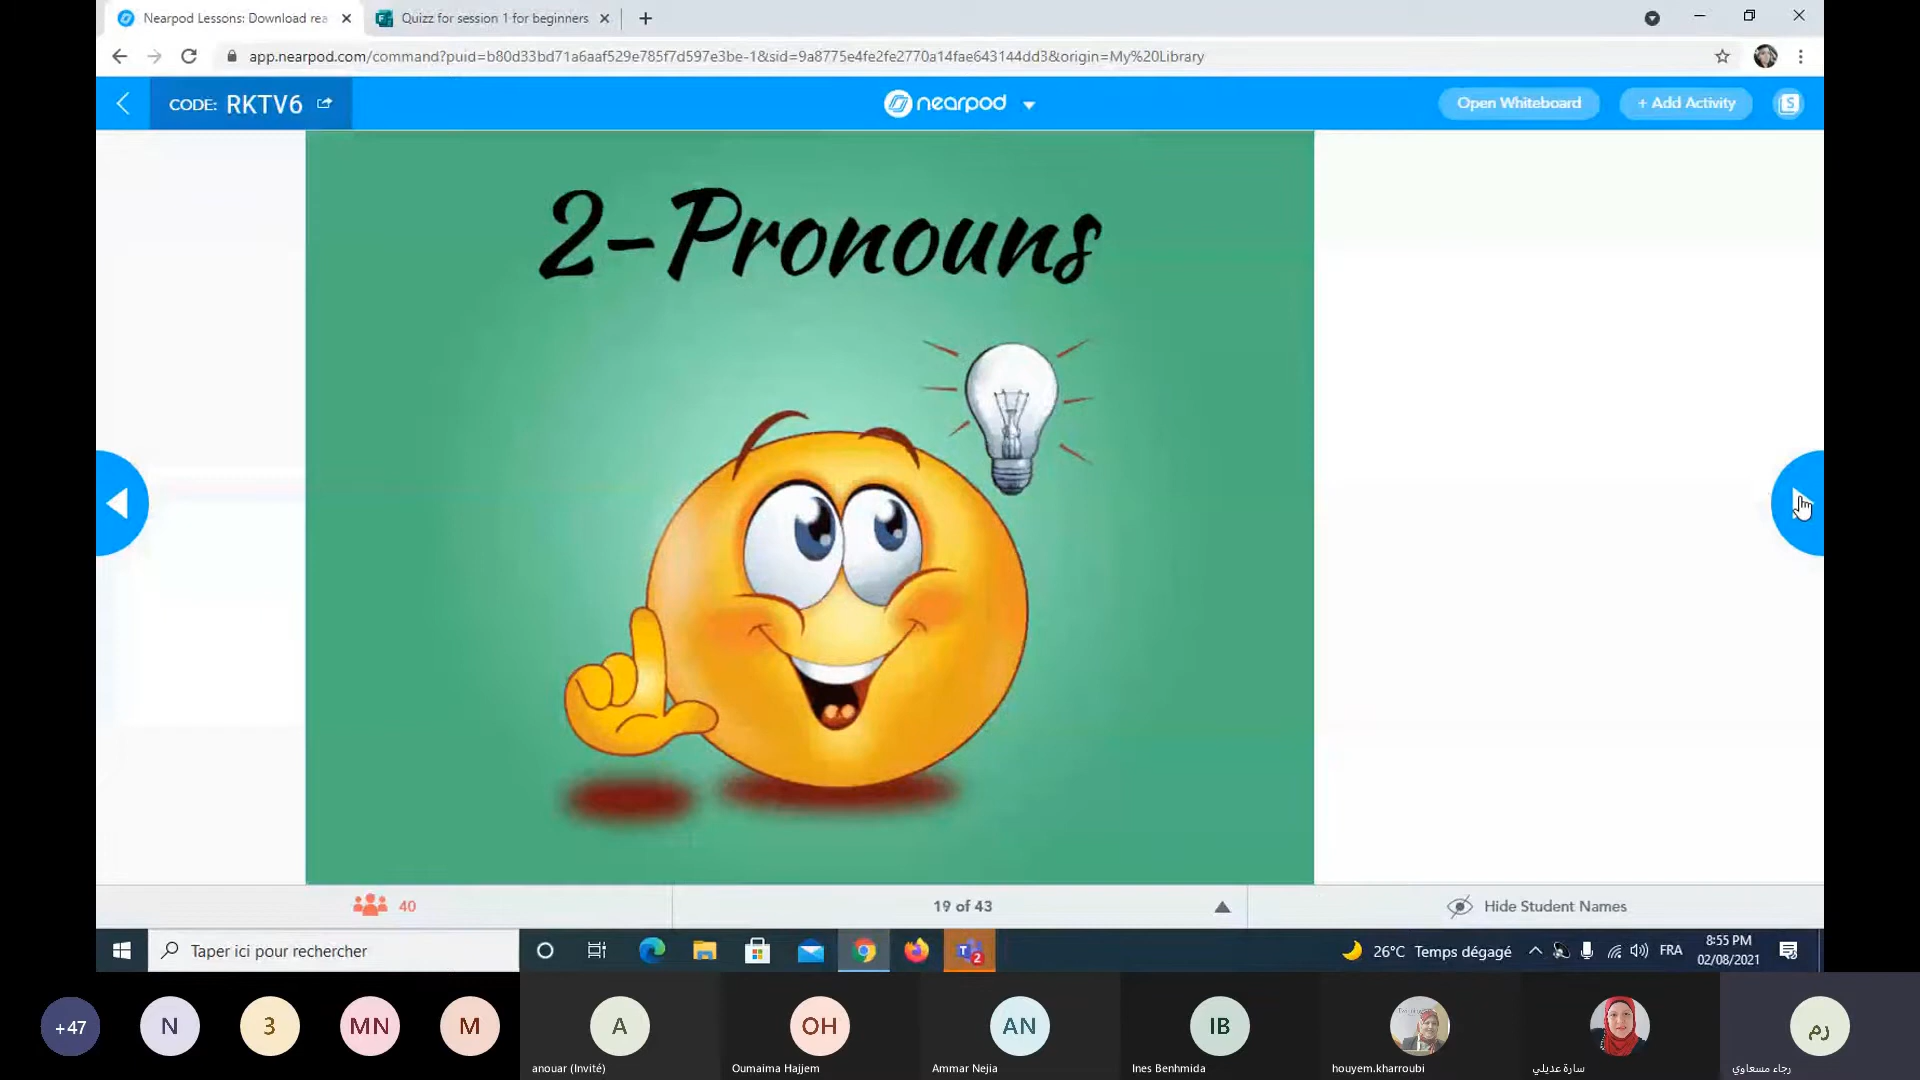 Nearpod Lessons: Download rea
Quizz for session 1 for beginners
app.nearpod.com/command?puid=b80d33bd71a6aaf529e785f7d597e3be-1&sid=9a8775e4fe2fe2770a14fae643144dd3&origin=My%20Library
CODE: RKTV6
nearpod
Open Whiteboard
+ Add Activity
S
2-Pronouns
40
19 of 43
Hide Student Names
Taper ici pour rechercher
2
26°C Temps dégagé
FRA
8:55 PM
02/08/2021
+47
N
3
MN
M
A
OH
AN
IB
رم
anouar (Invité)
Oumaima Hajjem
Ammar Nejia
Ines Benhmida
houyem.kharroubi
سارة عديلي
رجاء مسعاوي